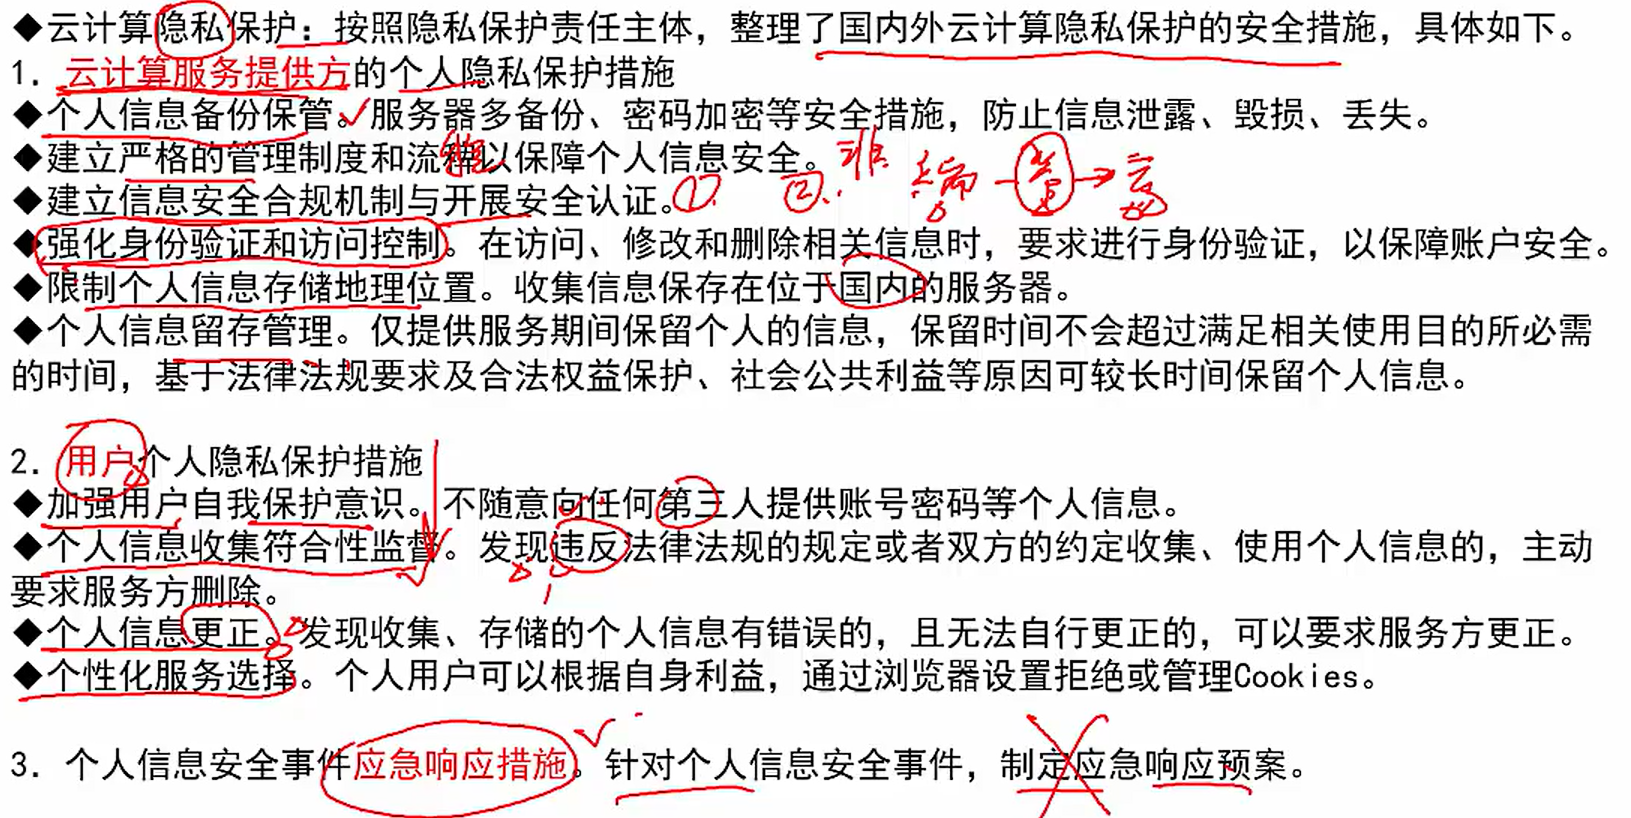 ◆云计算隐私保护：按照隐私保护责任主体，整理了国内外云计算隐私保护的安全措施，具体如下。
1．云计算服务提供方的个人隐私保护措施
◆个人信息备份保管。服务器多备份、密码加密等安全措施，防止信息泄露、毁损、丢失。
◆建立严格的管理制度和流程以保障个人信息安全。
◆建立信息安全合规机制与开展安全认证。① ②
◆强化身份验证和访问控制。在访问、修改和删除相关信息时，要求进行身份验证，以保障账户安全。
◆限制个人信息存储地理位置。收集信息保存在位于国内的服务器。
◆个人信息留存管理。仅提供服务期间保留个人的信息，保留时间不会超过满足相关使用目的所必需
的时间，基于法律法规要求及合法权益保护、社会公共利益等原因可较长时间保留个人信息。
2．用户个人隐私保护措施
◆加强用户自我保护意识。不随意向任何第三人提供账号密码等个人信息。
◆个人信息收集符合性监督。发现违反法律法规的规定或者双方的约定收集、使用个人信息的，主动
要求服务方删除。
◆个人信息更正。发现收集、存储的个人信息有错误的，且无法自行更正的，可以要求服务方更正。
◆个性化服务选择。个人用户可以根据自身利益，通过浏览器设置拒绝或管理Cookies。
3．个人信息安全事件应急响应措施。针对个人信息安全事件，制定应急响应预案。